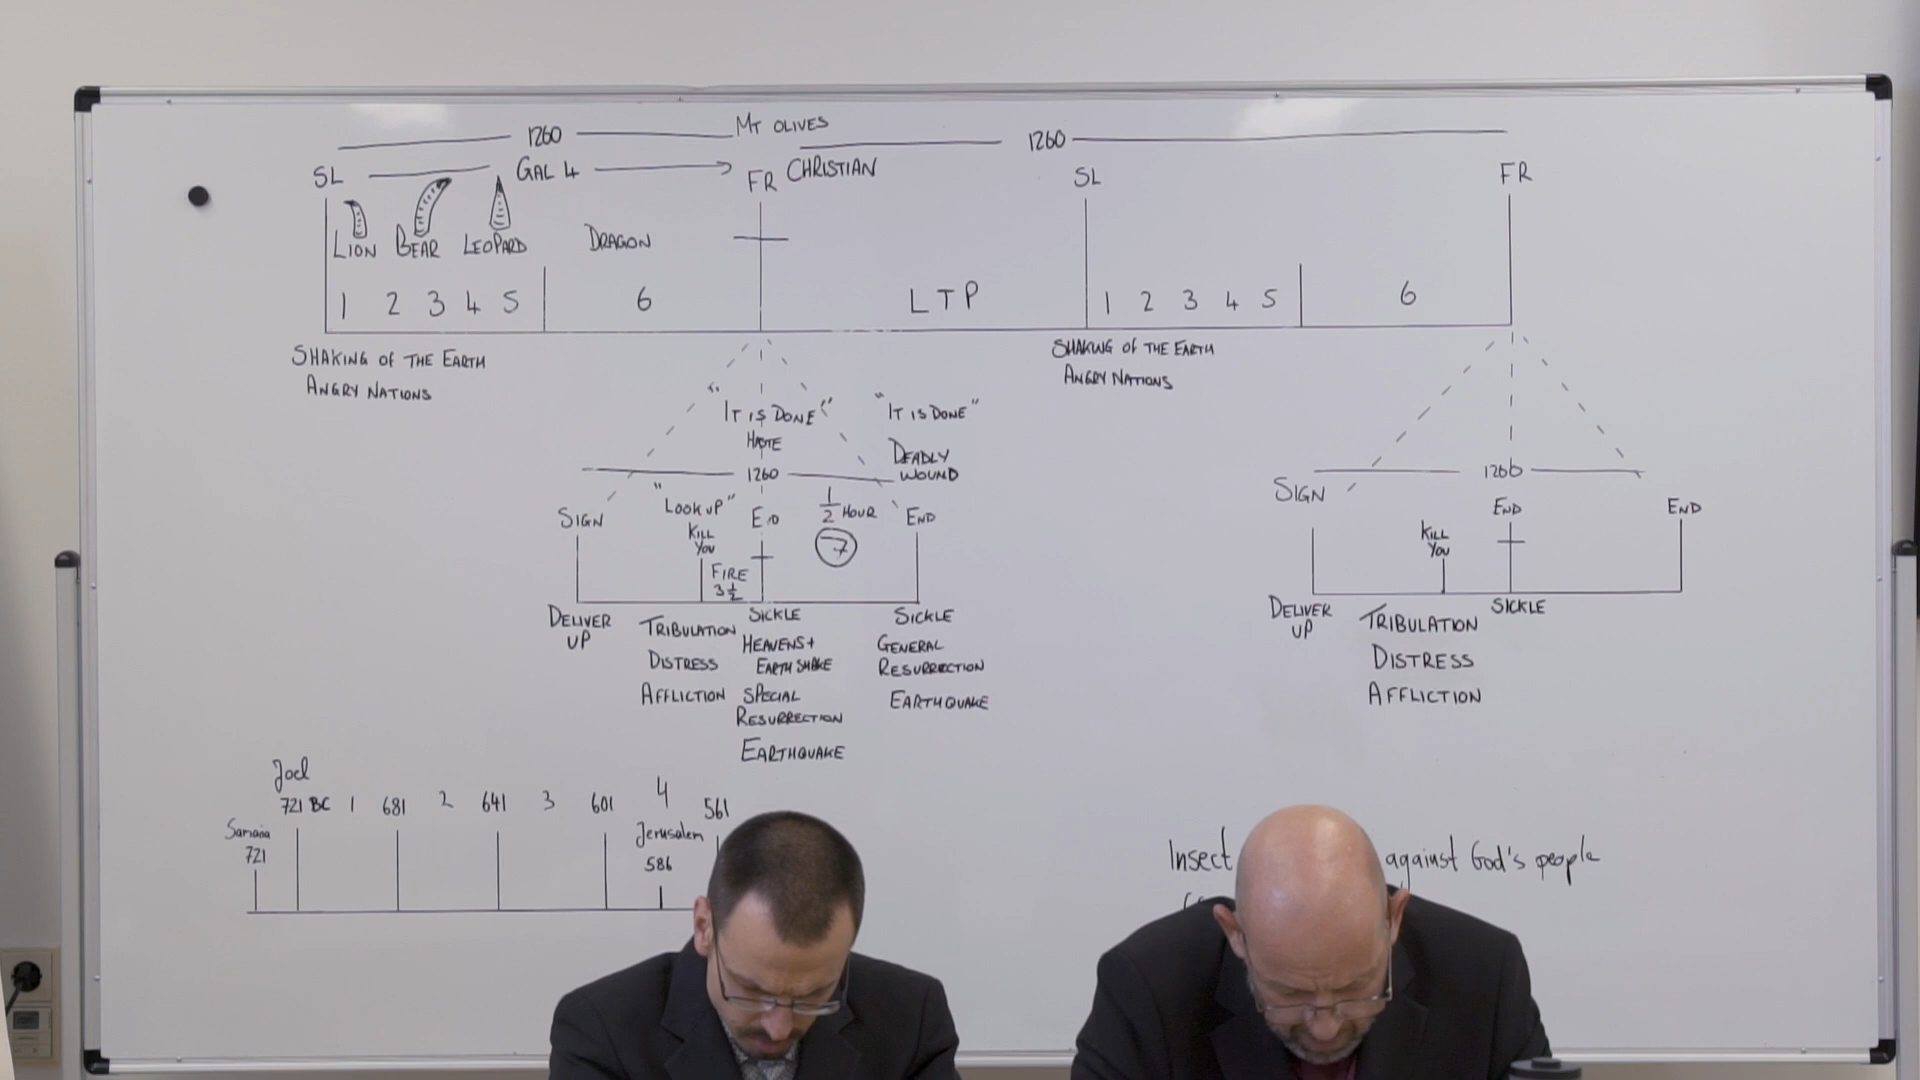 1260 MT OLIVES 1260
SL GAL 4 FR CHRISTIAN SL FR
LION BEAR LEOPARD DRAGON
1 2 3 4 5 6 LTP 1 2 3 4 5 6
SHAKING OF THE EARTH
ANGRY NATIONS
SHAKING OF THE EARTH
ANGRY NATIONS
"IT IS DONE" "IT IS DONE"
HASTE
DEADLY
WOUND
1260
SIGN "LOOK UP" END 1/2 HOUR END
KILL
YOU
7
FIRE
3 1/2
DELIVER
UP
TRIBULATION
DISTRESS
AFFLICTION
SICKLE
HEAVENS +
EARTH SHAKE
SPECIAL
RESURRECTION
EARTHQUAKE
SICKLE
GENERAL
RESURRECTION
EARTHQUAKE
1260
SIGN END END
KILL
YOU
DELIVER
UP
TRIBULATION
DISTRESS
AFFLICTION
SICKLE
Joel
721 BC 1 681 2 641 3 601 4 561
Samaria
721
Jerusalem
586
Insect against God's people